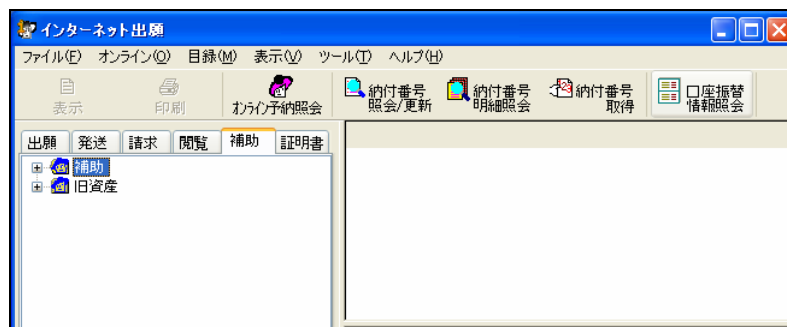 インターネット出願
ファイル(F) オンライン(O) 目録(M) 表示(V) ツール(T) ヘルプ(H)
表示
印刷
オンライン予納照会
納付番号
照会/更新
納付番号
明細照会
納付番号
取得
口座振替
情報照会
出願 発送 請求 閲覧 補助 証明書
補助
旧資産